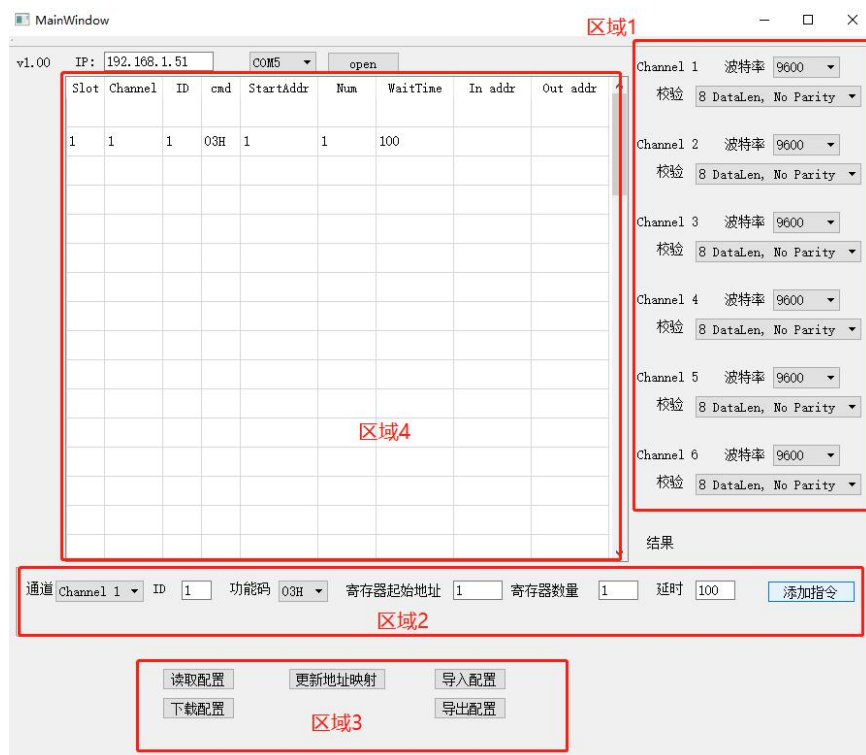 MainWindow
区域1
v1.00 IP: 192.168.1.51 COM5 open
Slot Channel ID cmd StartAddr Num WaitTime In addr Out addr
1 1 1 03H 1 1 100
区域4
Channel 1 波特率 9600
校验 8 DataLen, No Parity
Channel 2 波特率 9600
校验 8 DataLen, No Parity
Channel 3 波特率 9600
校验 8 DataLen, No Parity
Channel 4 波特率 9600
校验 8 DataLen, No Parity
Channel 5 波特率 9600
校验 8 DataLen, No Parity
Channel 6 波特率 9600
校验 8 DataLen, No Parity
结果
通道 Channel 1 ID 1 功能码 03H 寄存器起始地址 1 寄存器数量 1 延时 100 添加指令
区域2
读取配置 更新地址映射 导入配置
下载配置 导出配置
区域3